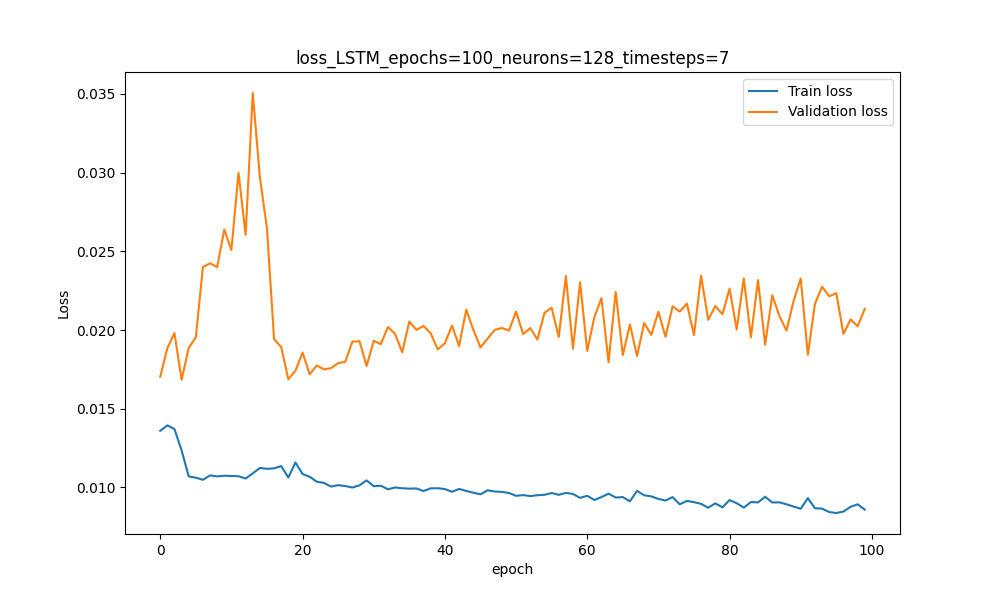 loss_LSTM_epochs=100_neurons=128_timesteps=7
Train loss
Validation loss
0.035
0.030
0.025
0.020
0.015
0.010
Loss
0
20
40
60
80
100
epoch